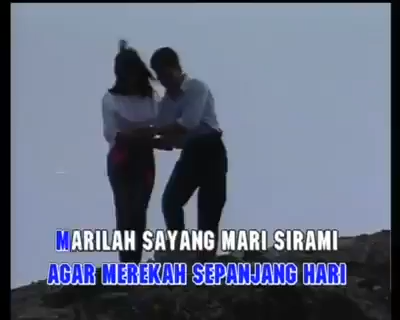 MARILAH SAYANG MARI SIRAMI
AGAR MEREKAH SEPANJANG HARI